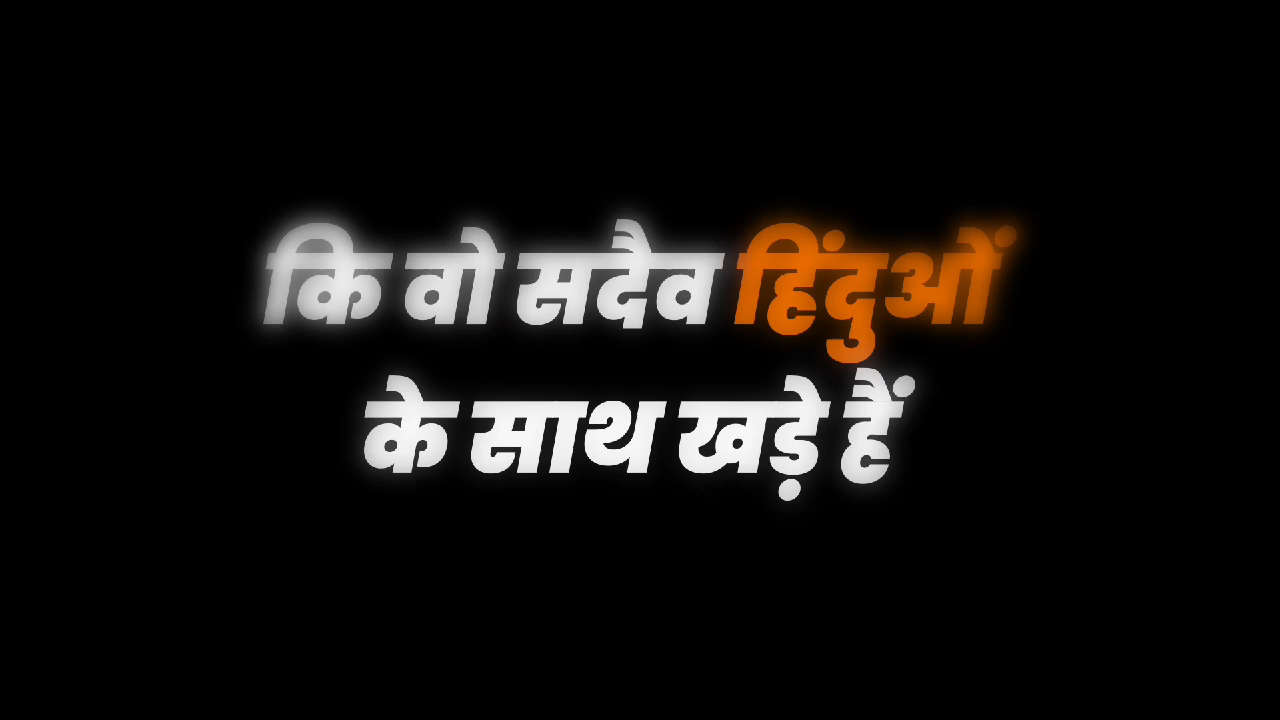 कि वो सदैव हिंदुओं
के साथ खड़े हैं